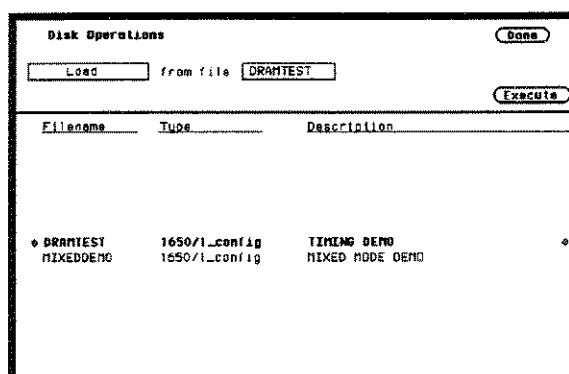 Disk Operations Done
Load from file DRAMTEST
Execute
Filename Type Description
DRAMTEST 1650/1_config TIMING DEMO
MIXEDDEMO 1650/1_config MIXED MODE DEMO